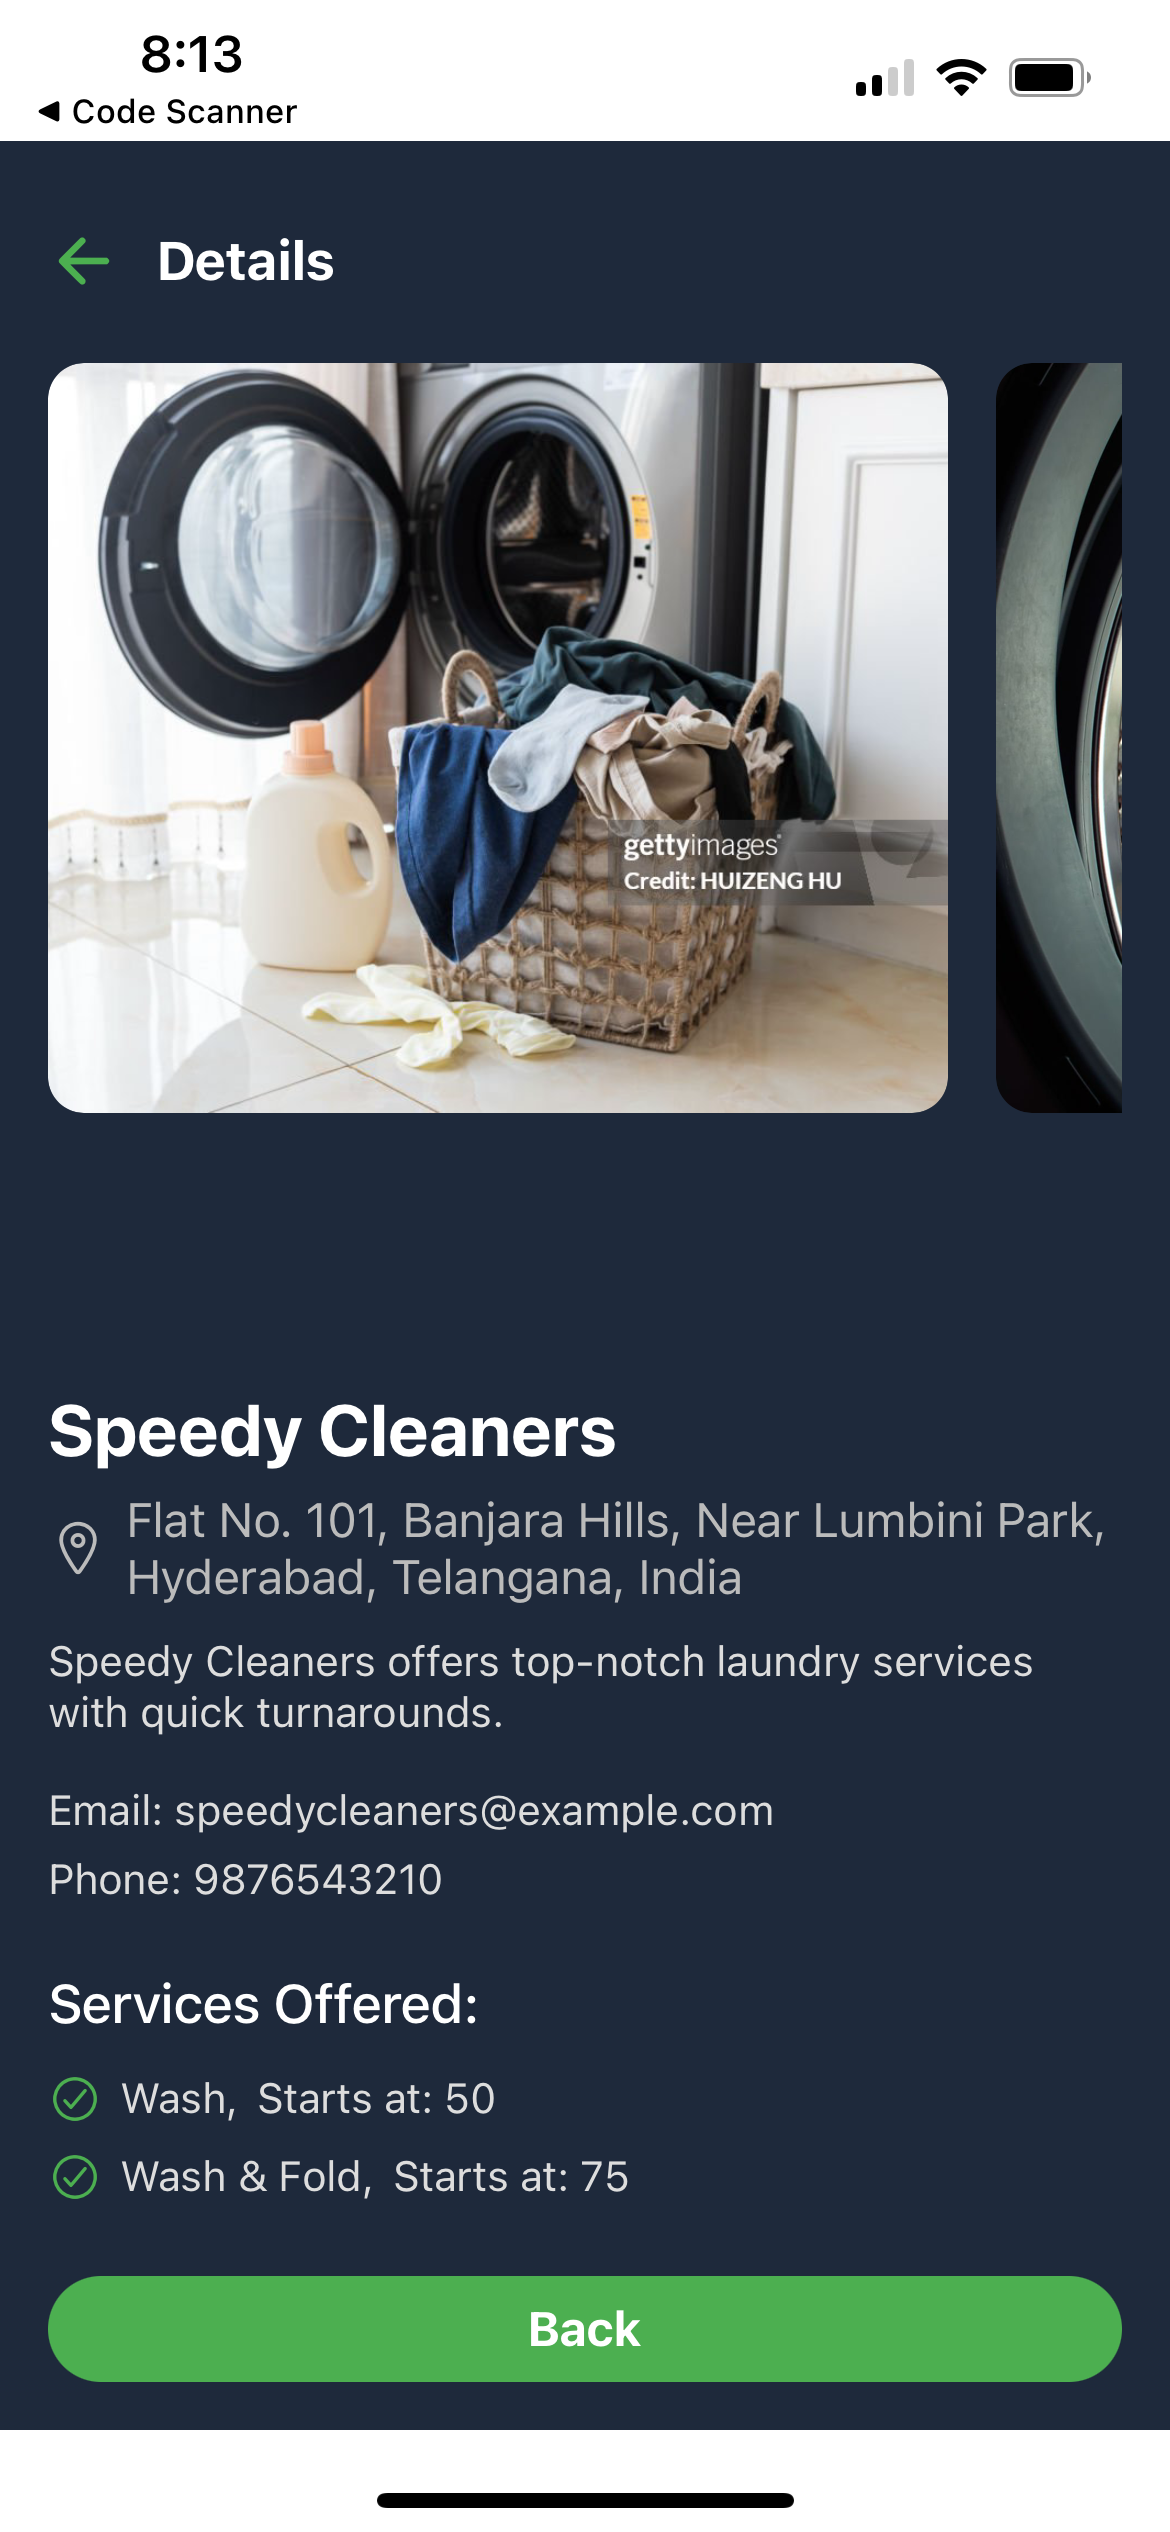 8:13
◀ Code Scanner
Details
gettyimages®
Credit: HUIZENG HU
Speedy Cleaners
Flat No. 101, Banjara Hills, Near Lumbini Park,
Hyderabad, Telangana, India
Speedy Cleaners offers top-notch laundry services
with quick turnarounds.
Email: speedycleaners@example.com
Phone: 9876543210
Services Offered:
Wash, Starts at: 50
Wash & Fold, Starts at: 75
Back